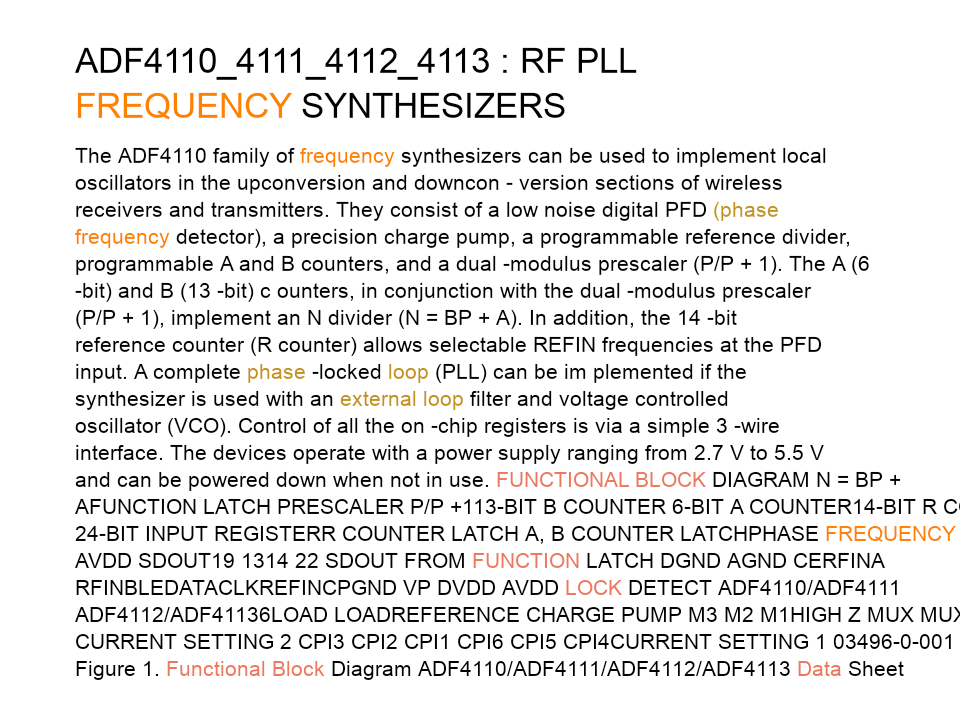 ADF4110_4111_4112_4113 : RF PLL
FREQUENCY SYNTHESIZERS
The ADF4110 family of frequency synthesizers can be used to implement local
oscillators in the upconversion and downcon - version sections of wireless
receivers and transmitters. They consist of a low noise digital PFD (phase
frequency detector), a precision charge pump, a programmable reference divider,
programmable A and B counters, and a dual -modulus prescaler (P/P + 1). The A (6
-bit) and B (13 -bit) c ounters, in conjunction with the dual -modulus prescaler
(P/P + 1), implement an N divider (N = BP + A). In addition, the 14 -bit
reference counter (R counter) allows selectable REFIN frequencies at the PFD
input. A complete phase -locked loop (PLL) can be im plemented if the
synthesizer is used with an external loop filter and voltage controlled
oscillator (VCO). Control of all the on -chip registers is via a simple 3 -wire
interface. The devices operate with a power supply ranging from 2.7 V to 5.5 V
and can be powered down when not in use. FUNCTIONAL BLOCK DIAGRAM N = BP +
AFUNCTION LATCH PRESCALER P/P +113-BIT B COUNTER 6-BIT A COUNTER14-BIT R
24-BIT INPUT REGISTERR COUNTER LATCH A, B COUNTER LATCHPHASE FREQUENCY
AVDD SDOUT19 1314 22 SDOUT FROM FUNCTION LATCH DGND AGND CERFINA
RFINBLEDATACLKREFINCPGND VP DVDD AVDD LOCK DETECT ADF4110/ADF4111
ADF4112/ADF41136LOAD LOADREFERENCE CHARGE PUMP M3 M2 M1HIGH Z MUX
CURRENT SETTING 2 CPI3 CPI2 CPI1 CPI6 CPI5 CPI4CURRENT SETTING 1 03496-0-001
Figure 1. Functional Block Diagram ADF4110/ADF4111/ADF4112/ADF4113 Data Sheet